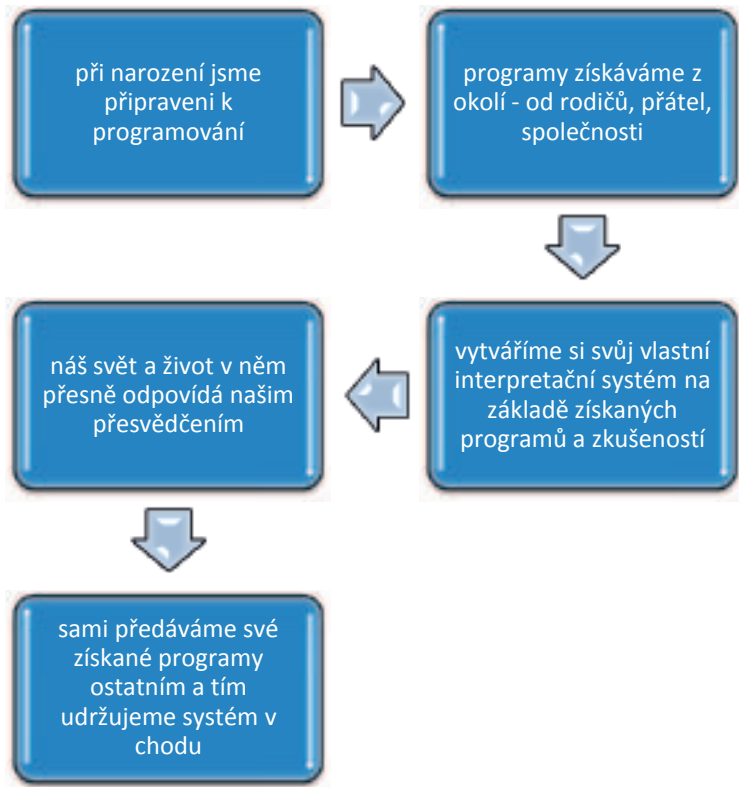 při narození jsme
připraveni k
programování
programy získáváme z
okolí - od rodičů, přátel,
společnosti
vytváříme si svůj vlastní
interpretační systém na
základě získaných
programů a zkušeností
náš svět a život v něm
přesně odpovídá našim
přesvědčením
sami předáváme své
získané programy
ostatním a tím
udržujeme systém v
chodu